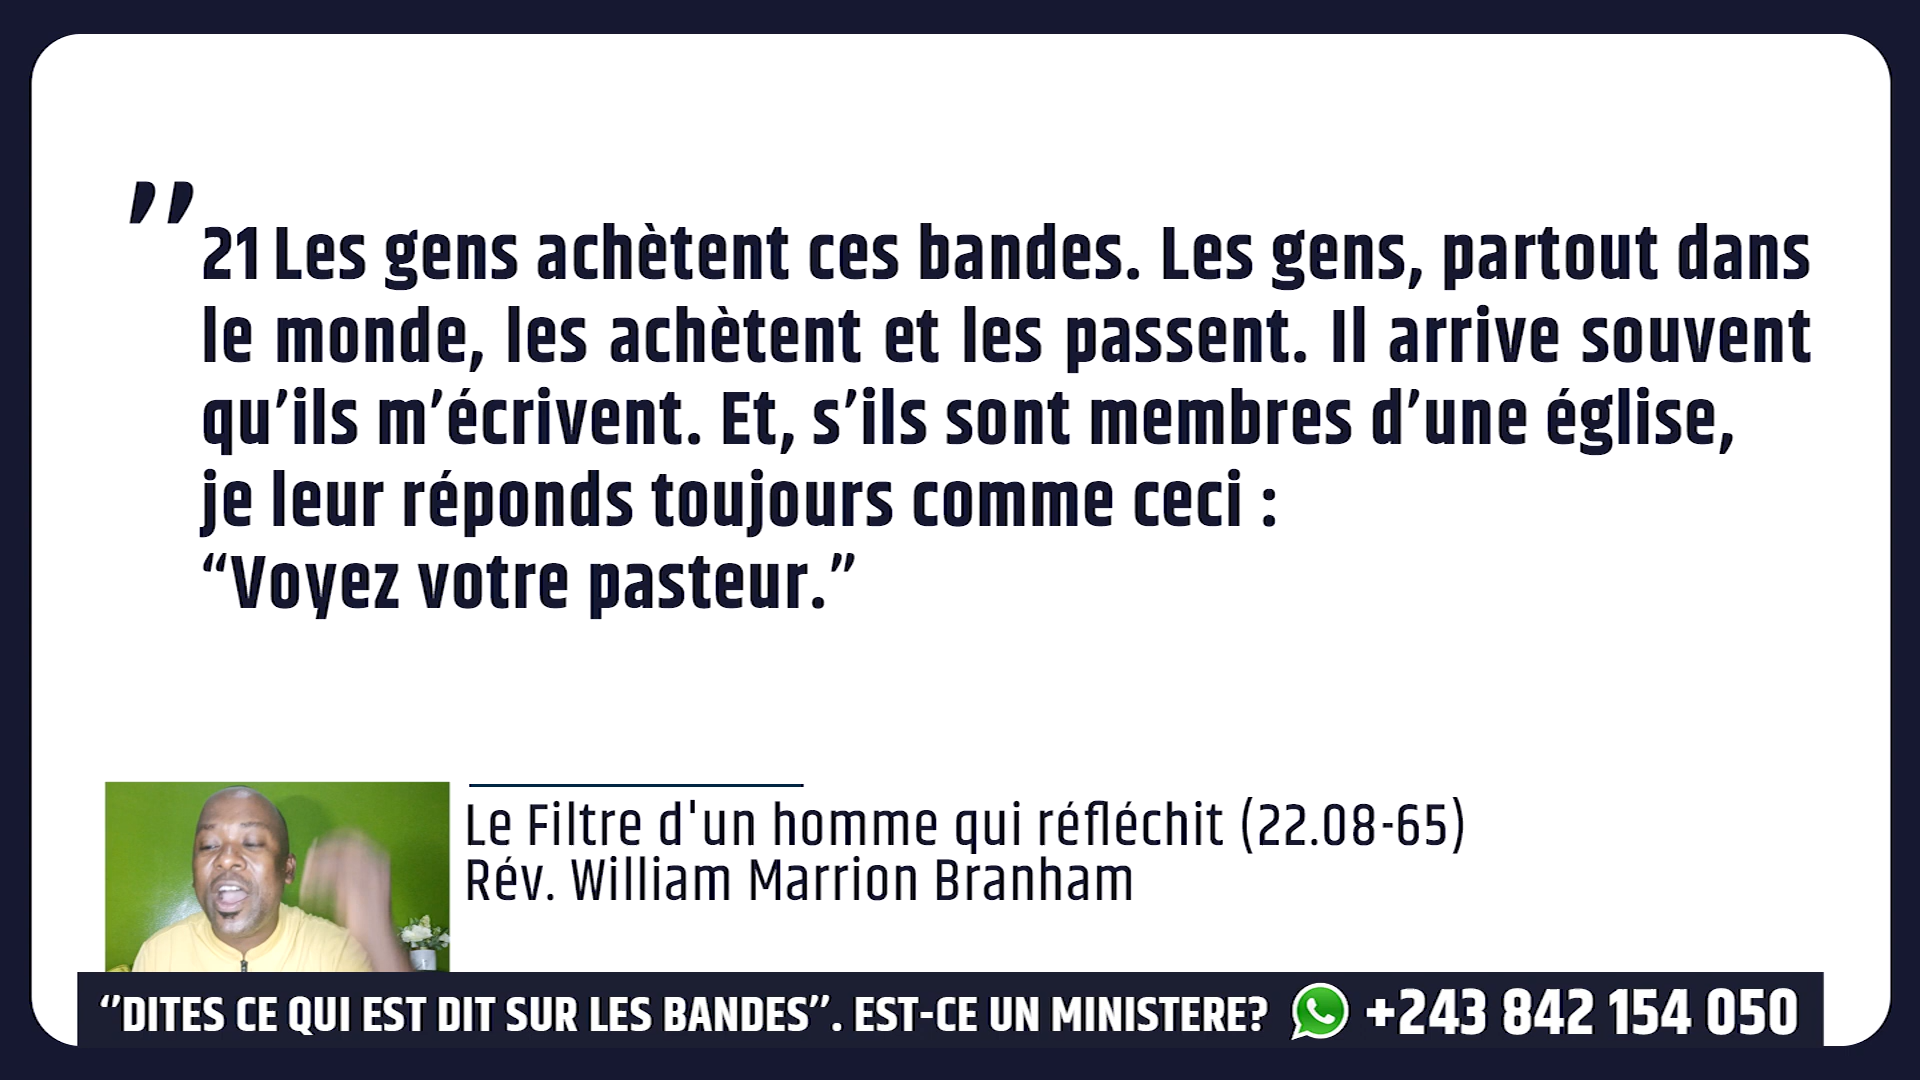 ’’
21 Les gens achètent ces bandes. Les gens, partout dans
le monde, les achètent et les passent. Il arrive souvent
qu’ils m’écrivent. Et, s’ils sont membres d’une église,
je leur réponds toujours comme ceci :
“Voyez votre pasteur.”
Le Filtre d'un homme qui réfléchit (22.08-65)
Rév. William Marrion Branham
‘’DITES CE QUI EST DIT SUR LES BANDES’’. EST-CE UN MINISTERE? +243 842 154 050